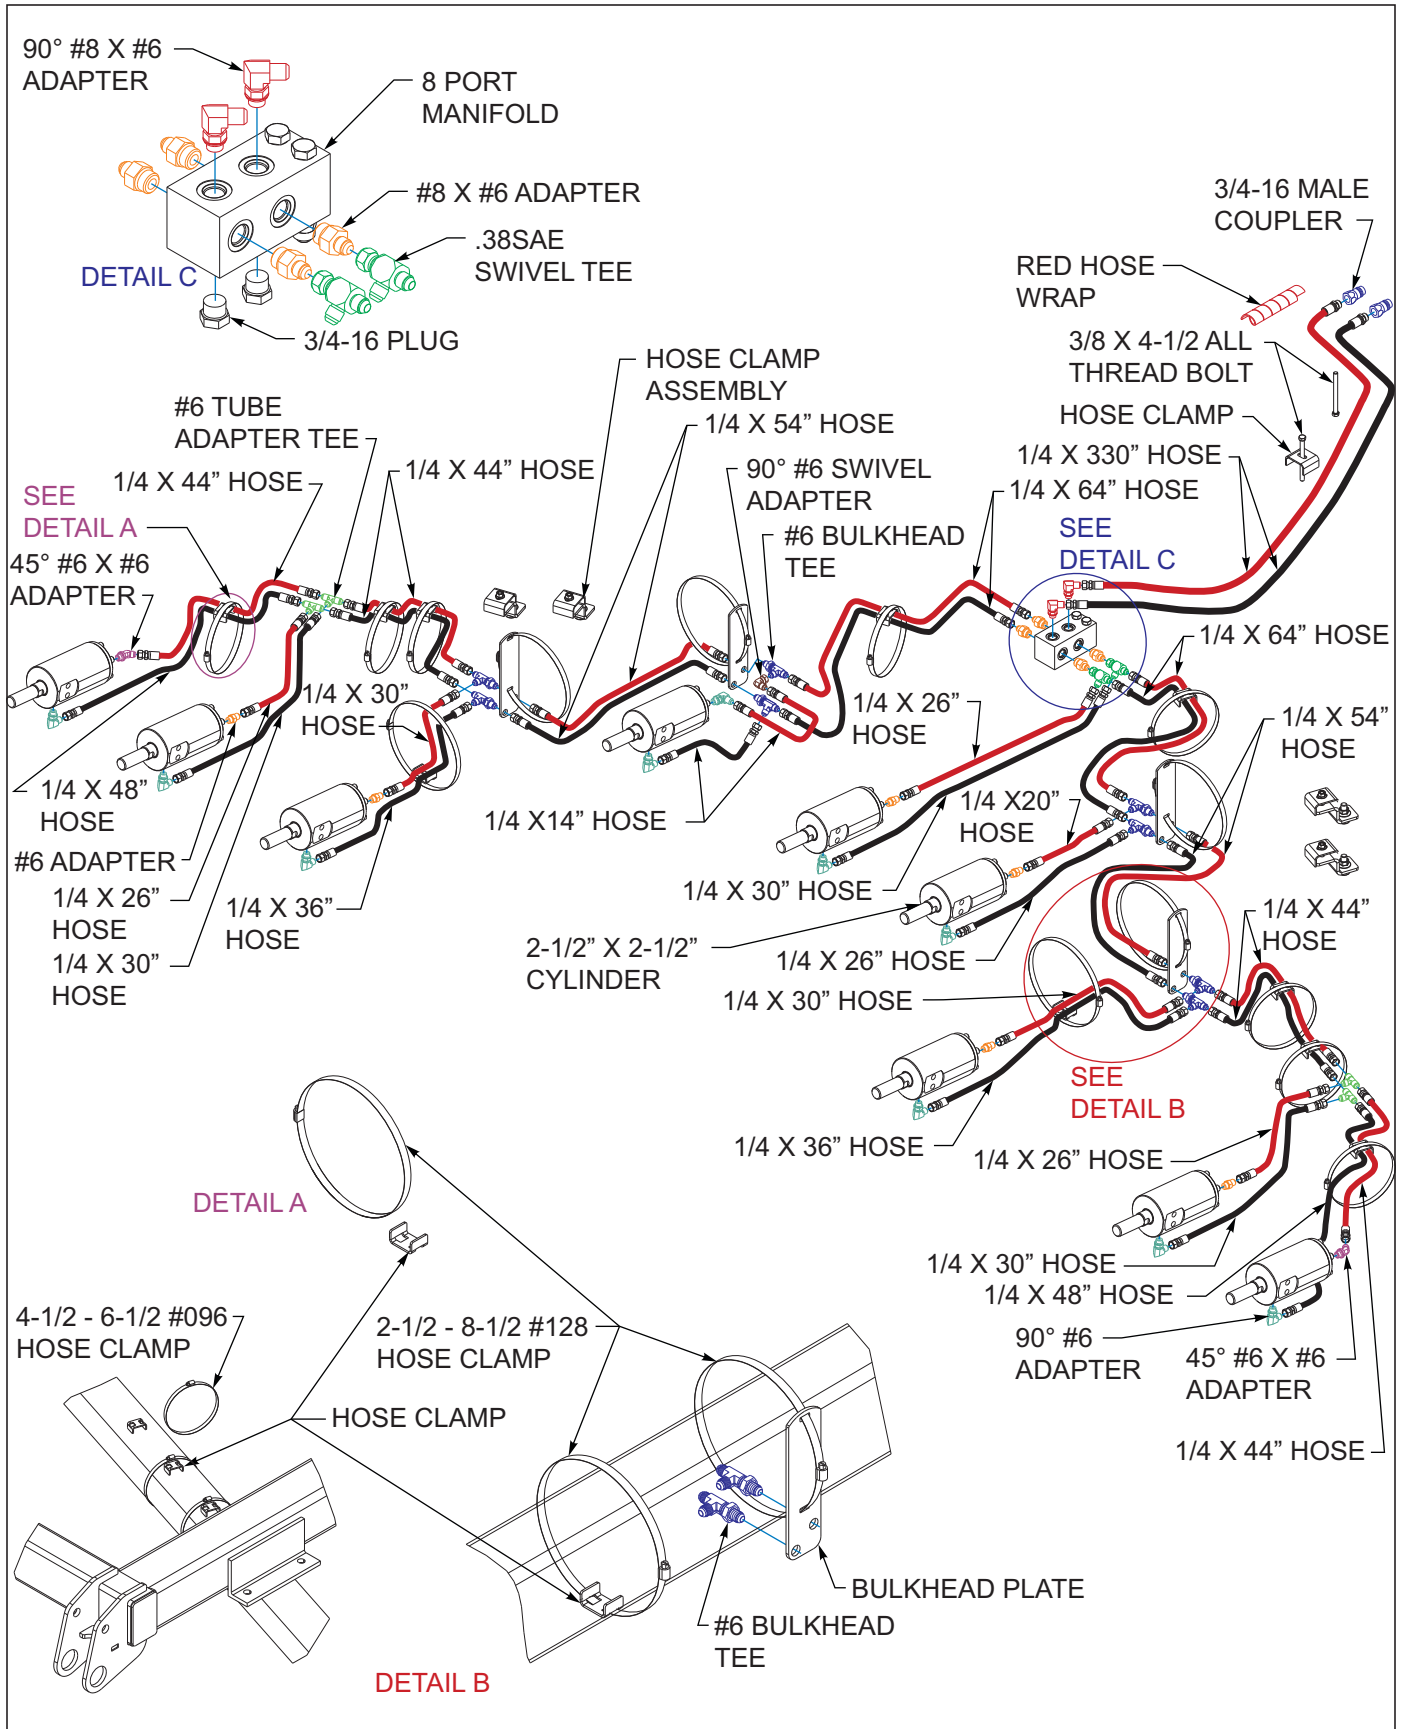 90° #8 X #6
ADAPTER
8 PORT
MANIFOLD
#8 X #6 ADAPTER
.38SAE
SWIVEL TEE
DETAIL C
3/4-16 PLUG
3/4-16 MALE
COUPLER
RED HOSE
WRAP
3/8 X 4-1/2 ALL
THREAD BOLT
HOSE CLAMP
1/4 X 330” HOSE
1/4 X 64” HOSE
HOSE CLAMP
ASSEMBLY
1/4 X 54” HOSE
#6 TUBE
ADAPTER TEE
1/4 X 44” HOSE
1/4 X 44” HOSE
90° #6 SWIVEL
ADAPTER
#6 BULKHEAD
TEE
SEE
DETAIL A
SEE
DETAIL C
45° #6 X #6
ADAPTER
1/4 X 64” HOSE
1/4 X 30”
HOSE
1/4 X 26”
HOSE
1/4 X 54”
HOSE
1/4 X 48”
HOSE
1/4 X14” HOSE
1/4 X20”
HOSE
#6 ADAPTER
1/4 X 26”
HOSE
1/4 X 36”
HOSE
1/4 X 30” HOSE
1/4 X 44”
HOSE
1/4 X 30”
HOSE
2-1/2” X 2-1/2”
CYLINDER
1/4 X 26” HOSE
1/4 X 30” HOSE
SEE
DETAIL B
1/4 X 36” HOSE
1/4 X 26” HOSE
DETAIL A
1/4 X 30” HOSE
1/4 X 48” HOSE
4-1/2 - 6-1/2 #096
HOSE CLAMP
2-1/2 - 8-1/2 #128
HOSE CLAMP
90° #6
ADAPTER
45° #6 X #6
ADAPTER
HOSE CLAMP
1/4 X 44” HOSE
BULKHEAD PLATE
#6 BULKHEAD
TEE
DETAIL B